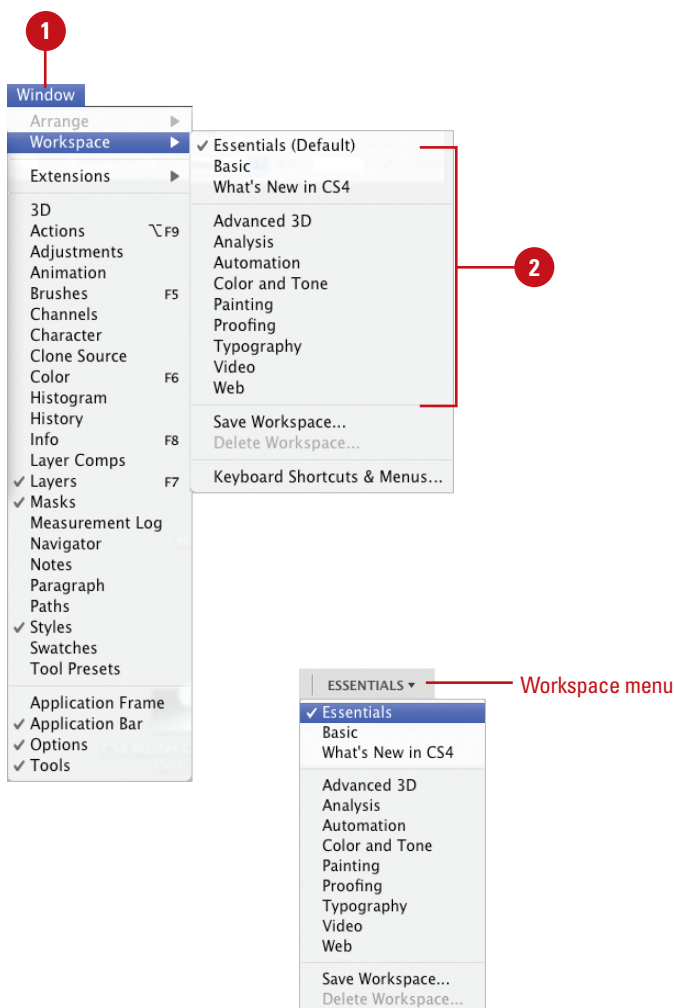 1
Window
Arrange
Workspace
Extensions
3D
Actions ⌥F9
Adjustments
Animation
Brushes F5
Channels
Character
Clone Source
Color F6
Histogram
History
Info F8
Layer Comps
✓ Layers F7
✓ Masks
Measurement Log
Navigator
Notes
Paragraph
Paths
✓ Styles
Swatches
Tool Presets
Application Frame
✓ Application Bar
✓ Options
✓ Tools
✓ Essentials (Default)
Basic
What's New in CS4
Advanced 3D
Analysis
Automation
Color and Tone
Painting
Proofing
Typography
Video
Web
Save Workspace...
Delete Workspace...
Keyboard Shortcuts & Menus...
2
ESSENTIALS ▾
Workspace menu
✓ Essentials
Basic
What's New in CS4
Advanced 3D
Analysis
Automation
Color and Tone
Painting
Proofing
Typography
Video
Web
Save Workspace...
Delete Workspace...